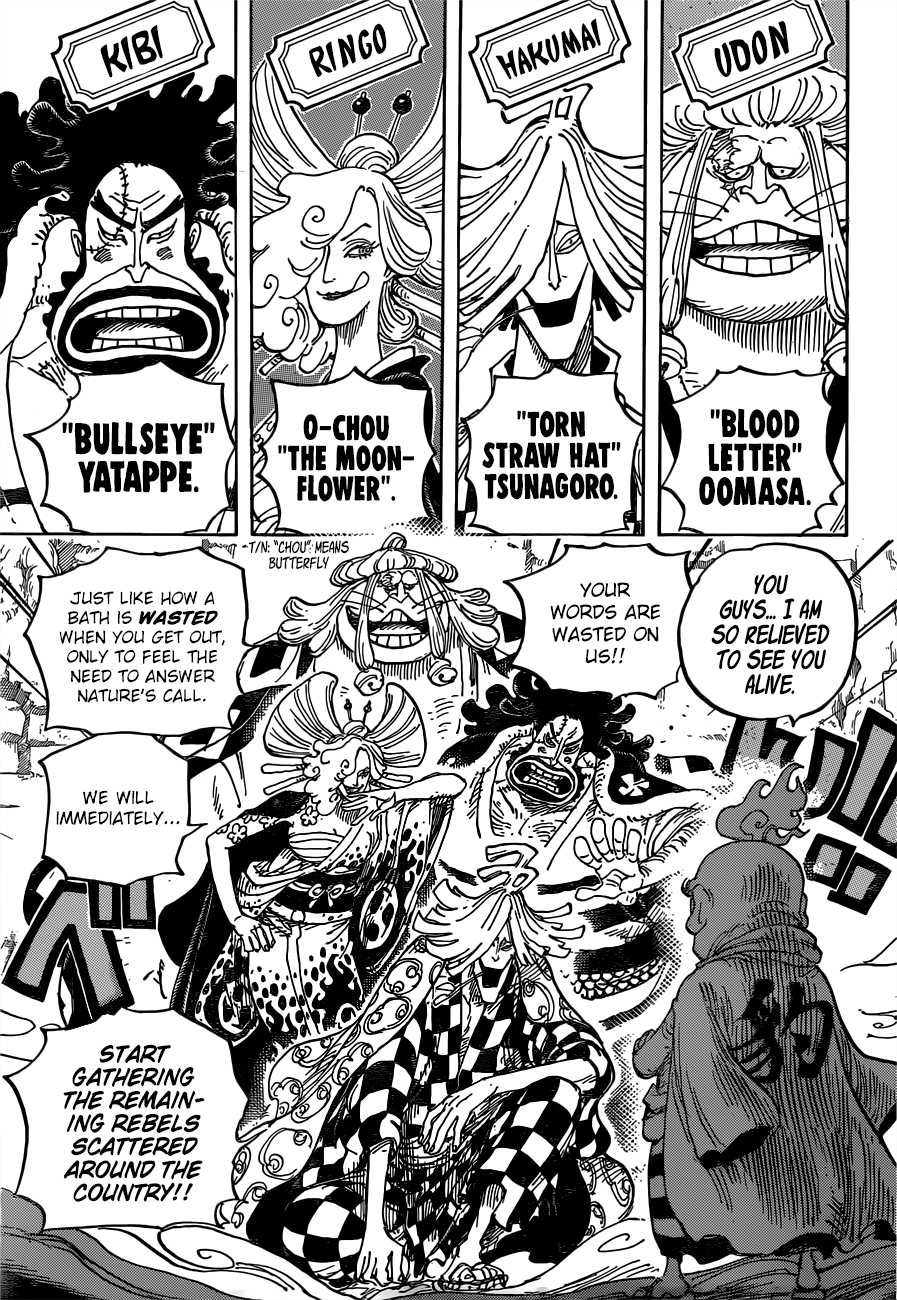 UDON
"BLOOD
LETTER"
OOMASA.
HAKUMAI
"TORN
STRAW HAT"
TSUNAGORO.
RINGO
O-CHOU
"THE MOON-
FLOWER".
KIBI
"BULLSEYE"
YATAPPE.
T/N: "CHOU" MEANS
BUTTERFLY
YOU
GUYS... I AM
SO RELIEVED
TO SEE YOU
ALIVE.
YOUR
WORDS ARE
WASTED ON
US!!
JUST LIKE HOW A
BATH IS WASTED
WHEN YOU GET OUT,
ONLY TO FEEL THE
NEED TO ANSWER
NATURE'S CALL.
WE WILL
IMMEDIATELY...
START
GATHERING
THE REMAIN-
ING REBELS
SCATTERED
AROUND THE
COUNTRY!!